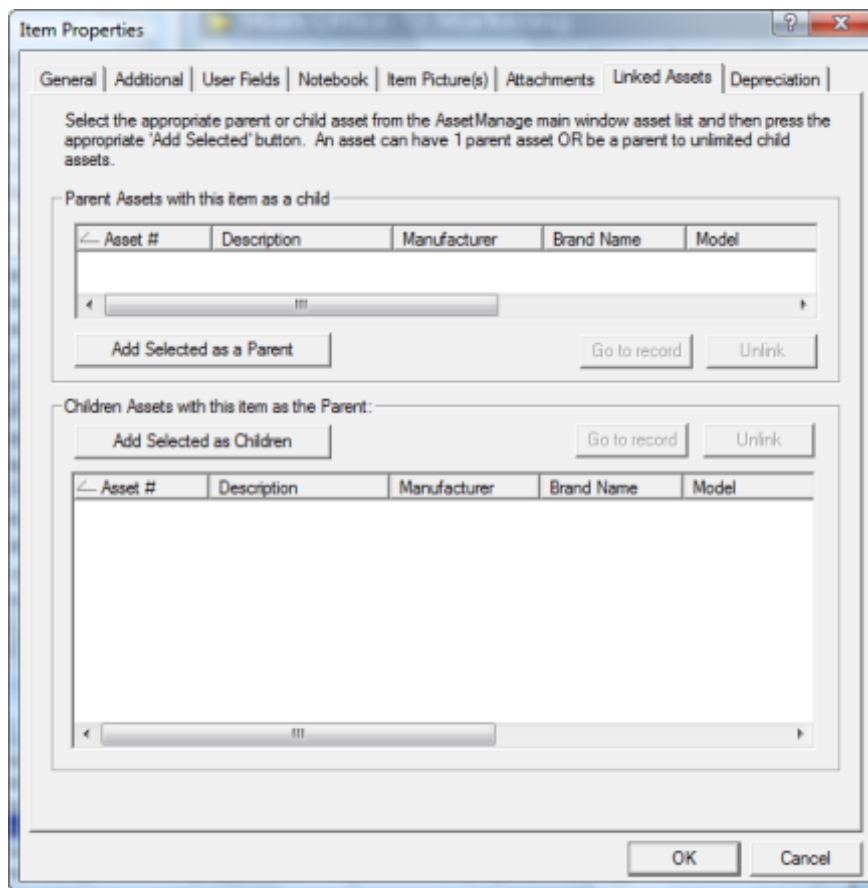 Item Properties
General Additional User Fields Notebook Item Picture(s) Attachments Linked Assets Depreciation
Select the appropriate parent or child asset from the AssetManage main window asset list and then press the
appropriate 'Add Selected' button. An asset can have 1 parent asset OR be a parent to unlimited child
assets.
Parent Assets with this item as a child
Asset # Description Manufacturer Brand Name Model
Add Selected as a Parent Go to record Unlink
Children Assets with this item as the Parent:
Add Selected as Children Go to record Unlink
Asset # Description Manufacturer Brand Name Model
OK Cancel